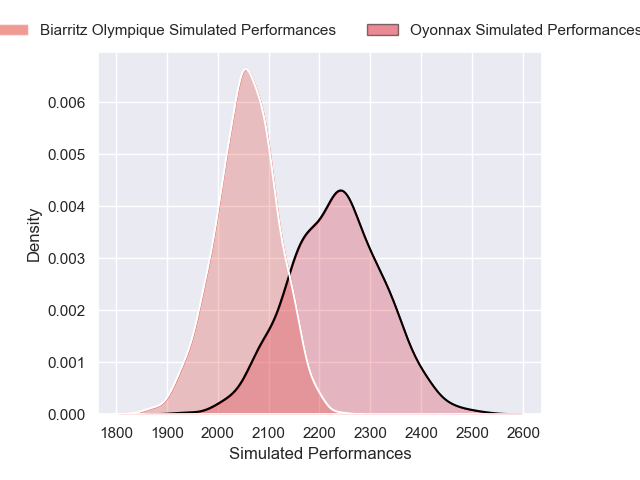 Biarritz Olympique Simulated Performances Oyonnax Simulated Performances
0.006
0.005
0.004
0.003
0.002
0.001
0.000
Density
1800 1900 2000 2100 2200 2300 2400 2500 2600
Simulated Performances